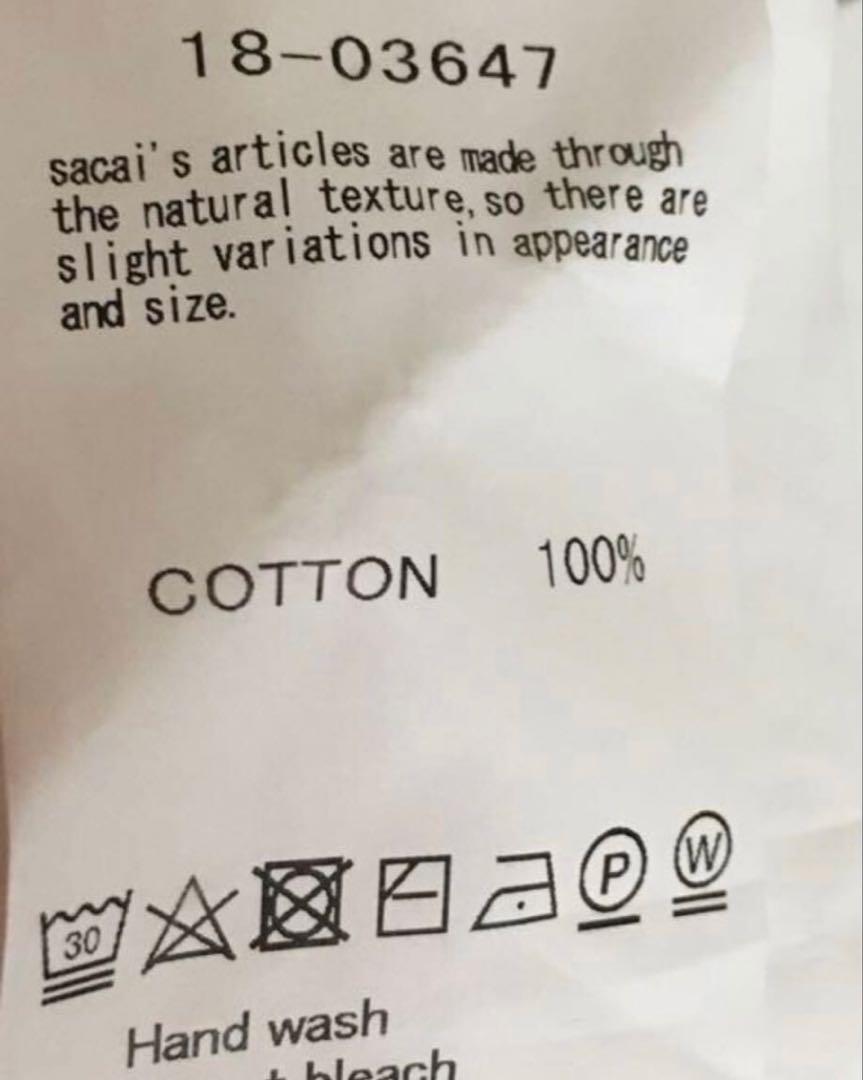 18-03647
sacai's articles are made through
the natural texture, so there are
slight variations in appearance
and size.
COTTON 100%
30 P W
Hand wash
bleach